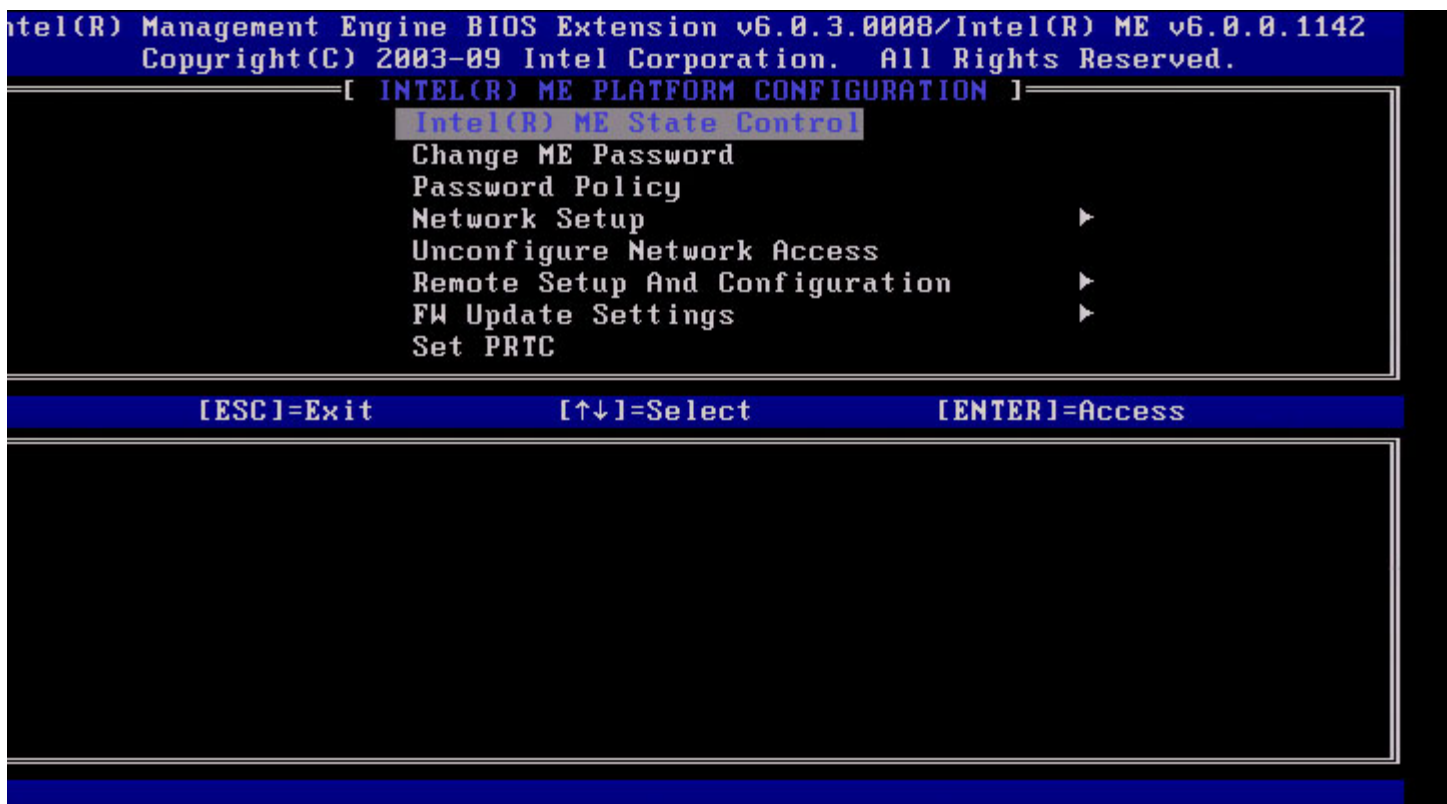 ntel(R) Management Engine BIOS Extension v6.0.3.0008/Intel(R) ME v6.0.0.1142
Copyright(C) 2003-09 Intel Corporation. All Rights Reserved.
[ INTEL(R) ME PLATFORM CONFIGURATION ]
Intel(R) ME State Control
Change ME Password
Password Policy
Network Setup ►
Unconfigure Network Access
Remote Setup And Configuration ►
FW Update Settings ►
Set PRTC
[ESC]=Exit [↑↓]=Select [ENTER]=Access